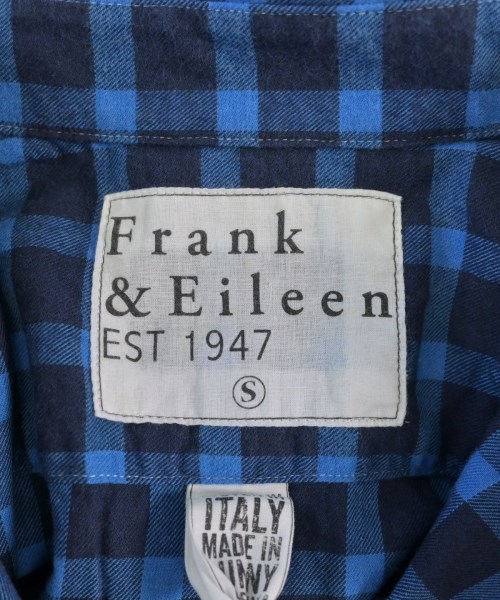 Frank
& Eileen
EST 1947
S
ITALY
MADE IN